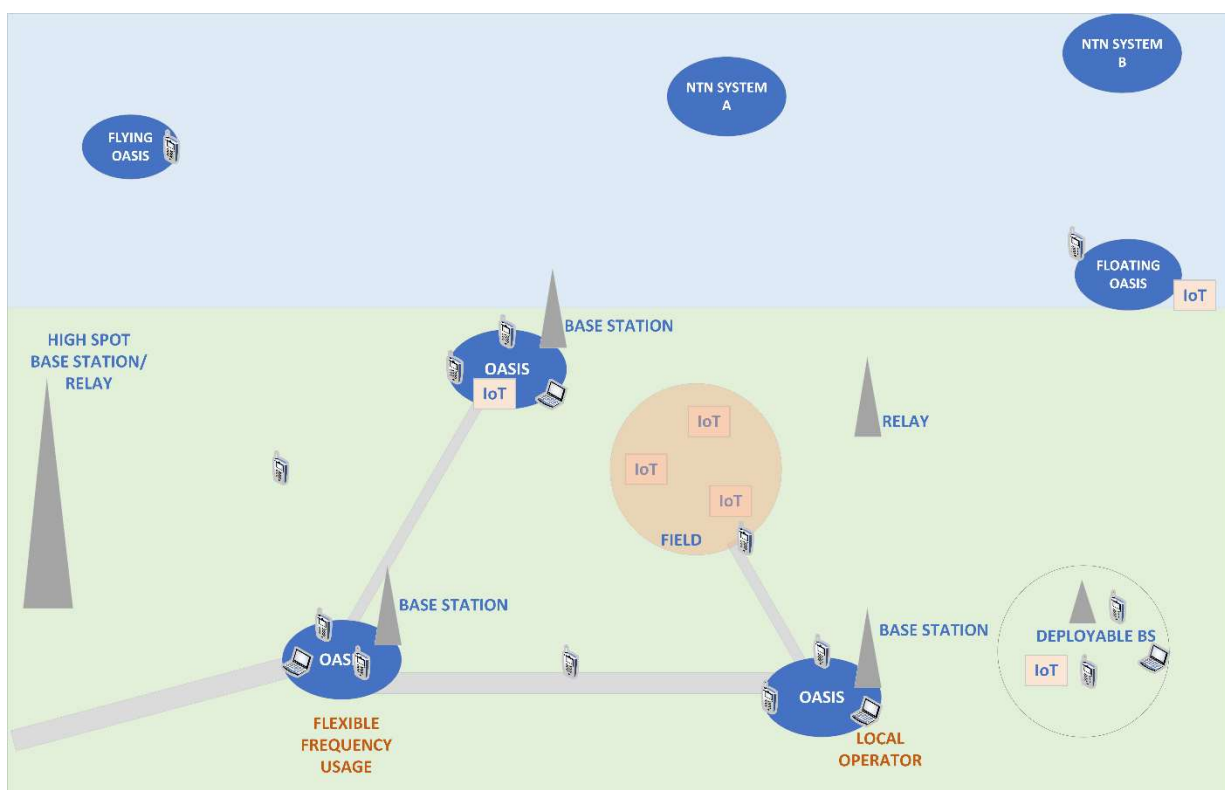 NTN SYSTEM
B
NTN SYSTEM
A
FLYING
OASIS
FLOATING
OASIS
IoT
BASE STATION
HIGH SPOT
BASE STATION/
RELAY
OASIS
IoT
RELAY
IoT
IoT
IoT
FIELD
BASE STATION
BASE STATION
DEPLOYABLE BS
IoT
OASIS
OASIS
FLEXIBLE
FREQUENCY
USAGE
LOCAL
OPERATOR